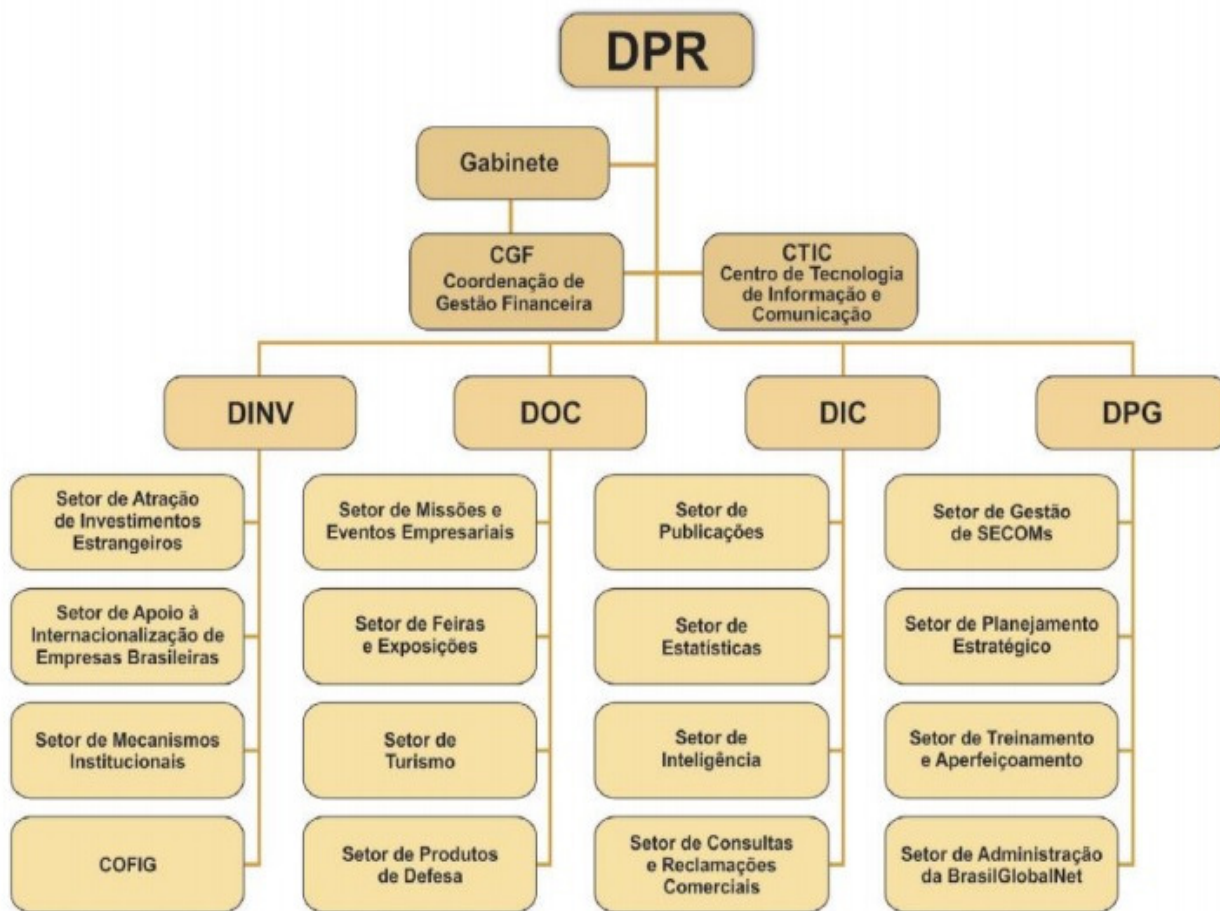 DPR
Gabinete
CGF
Coordenação de
Gestão Financeira
CTIC
Centro de Tecnologia
de Informação e
Comunicação
DINV
DOC
DIC
DPG
Setor de Atração
de Investimentos
Estrangeiros
Setor de Missões e
Eventos Empresariais
Setor de
Publicações
Setor de Gestão
de SECOMs
Setor de Apoio à
Internacionalização de
Empresas Brasileiras
Setor de Feiras
e Exposições
Setor de
Estatísticas
Setor de Planejamento
Estratégico
Setor de Mecanismos
Institucionais
Setor de
Turismo
Setor de
Inteligência
Setor de Treinamento
e Aperfeiçoamento
COFIG
Setor de Produtos
de Defesa
Setor de Consultas
e Reclamações
Comerciais
Setor de Administração
da BrasilGlobalNet